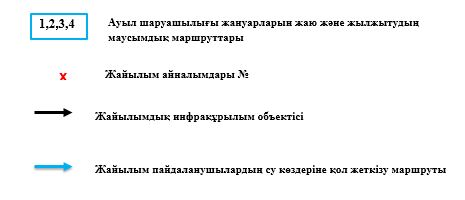 1,2,3,4
Ауыл шаруашылығы жануарларын жаю және жылжытудың
маусымдық маршруттары
x
Жайылым айналымдары №
Жайылымдық инфрақұрылым объектісі
Жайылым пайдаланушылардың су көздеріне қол жеткізу маршруты